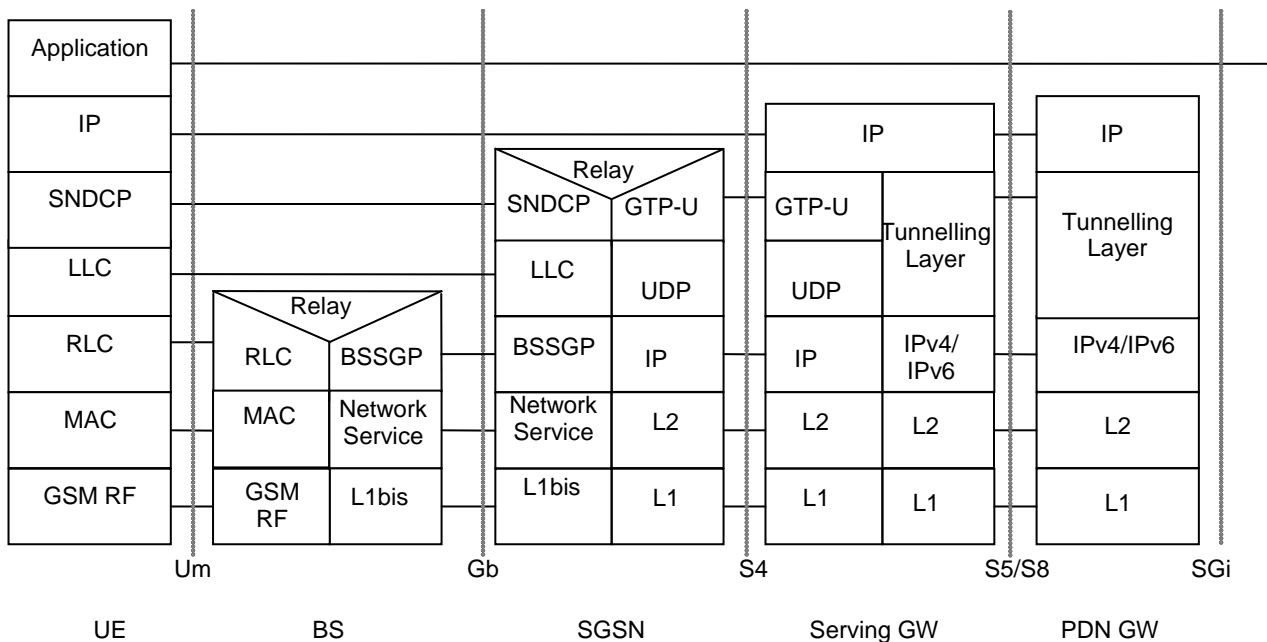 Application
IP
SNDCP
LLC
RLC
MAC
GSM RF
Relay
RLC
BSSGP
MAC
Network
Service
GSM
RF
L1bis
Relay
SNDCP
GTP-U
LLC
UDP
BSSGP
IP
Network
Service
L2
L1bis
L1
IP
GTP-U
Tunnelling
Layer
UDP
IP
IPv4/
IPv6
L2
L2
L1
L1
IP
Tunnelling
Layer
IPv4/IPv6
L2
L1
Um
Gb
S4
S5/S8
SGi
UE
BS
SGSN
Serving GW
PDN GW